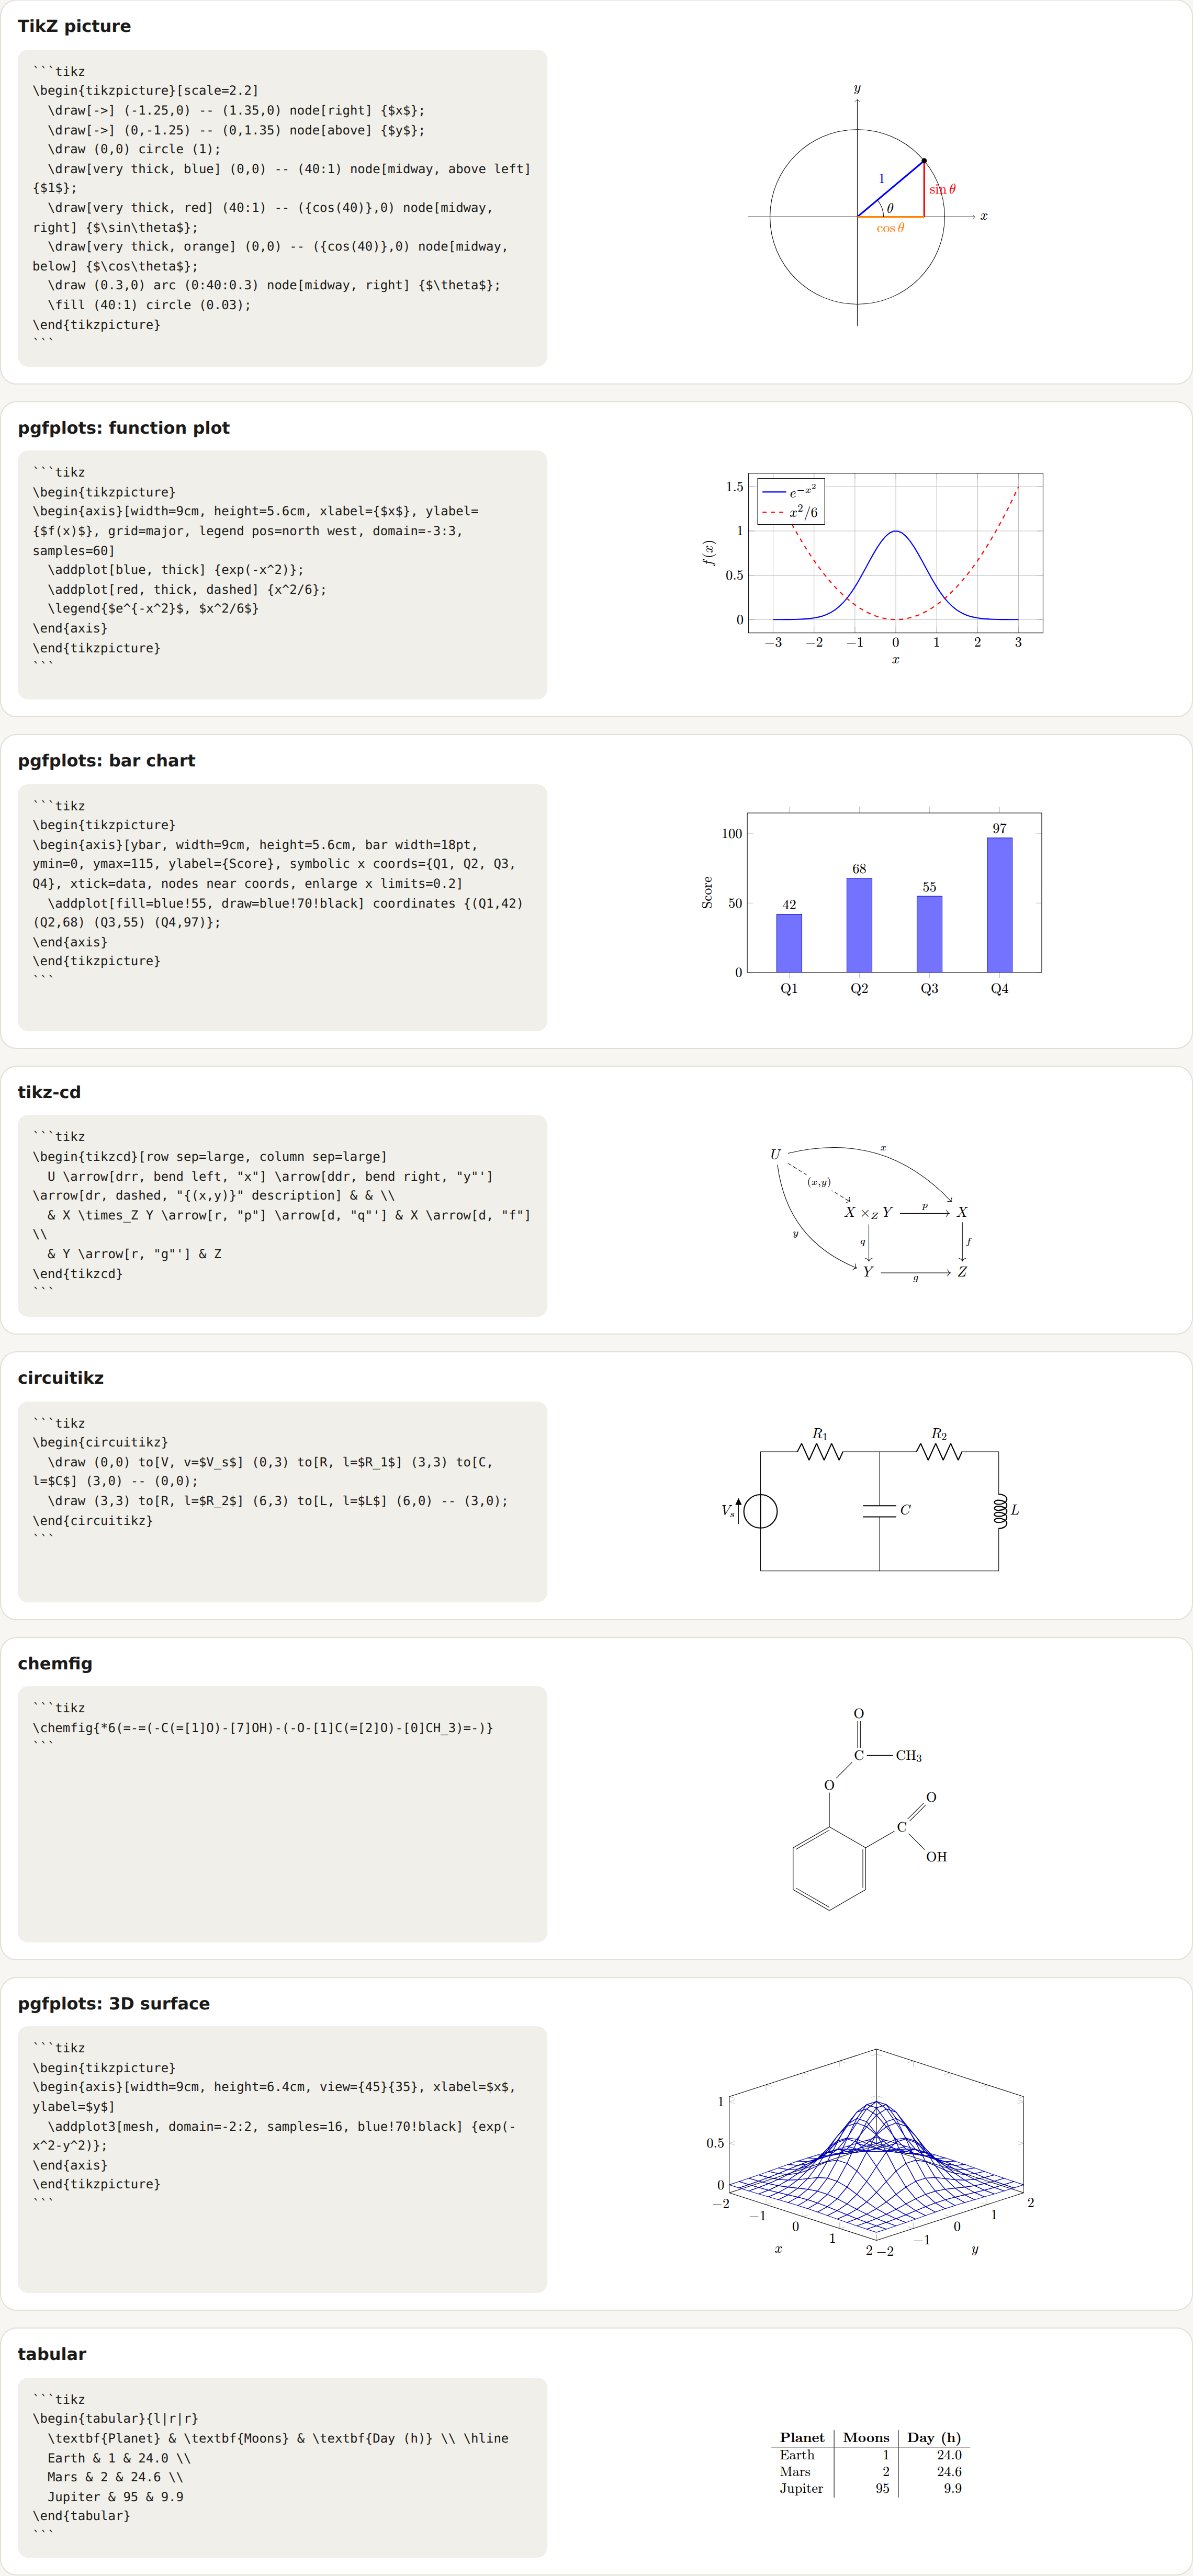 TikZ picture
```tikz
\begin{tikzpicture}[scale=2.2]
  \draw[->] (-1.25,0) -- (1.35,0) node[right] {$x$};
  \draw[->] (0,-1.25) -- (0,1.35) node[above] {$y$};
  \draw (0,0) circle (1);
  \draw[very thick, blue] (0,0) -- (40:1) node[midway, above left]
{$1$};
  \draw[very thick, red] (40:1) -- ({cos(40)},0) node[midway,
right] {$\sin\theta$};
  \draw[very thick, orange] (0,0) -- ({cos(40)},0) node[midway,
below] {$\cos\theta$};
  \draw (0.3,0) arc (0:40:0.3) node[midway, right] {$\theta$};
  \fill (40:1) circle (0.03);
\end{tikzpicture}
```
y
1
sin θ
θ
x
cos θ
pgfplots: function plot
```tikz
\begin{tikzpicture}
\begin{axis}[width=9cm, height=5.6cm, xlabel={$x$}, ylabel=
{$f(x)$}, grid=major, legend pos=north west, domain=-3:3,
samples=60]
  \addplot[blue, thick] {exp(-x^2)};
  \addplot[red, thick, dashed] {x^2/6};
  \legend{$e^{-x^2}$, $x^2/6$}
\end{axis}
\end{tikzpicture}
```
e^{−x^2}
x^2/6
1.5
1
0.5
0
f(x)
−3 −2 −1 0 1 2 3
x
pgfplots: bar chart
```tikz
\begin{tikzpicture}
\begin{axis}[ybar, width=9cm, height=5.6cm, bar width=18pt,
ymin=0, ymax=115, ylabel={Score}, symbolic x coords={Q1, Q2, Q3,
Q4}, xtick=data, nodes near coords, enlarge x limits=0.2]
  \addplot[fill=blue!55, draw=blue!70!black] coordinates {(Q1,42)
(Q2,68) (Q3,55) (Q4,97)};
\end{axis}
\end{tikzpicture}
```
100
50
0
Score
42 68 55 97
Q1 Q2 Q3 Q4
tikz-cd
```tikz
\begin{tikzcd}[row sep=large, column sep=large]
  U \arrow[drr, bend left, "x"] \arrow[ddr, bend right, "y"']
\arrow[dr, dashed, "{(x,y)}" description] & & \\
  & X \times_Z Y \arrow[r, "p"] \arrow[d, "q"'] & X \arrow[d, "f"]
\\
  & Y \arrow[r, "g"'] & Z
\end{tikzcd}
```
x
U
(x,y)
p
X ×_Z Y X
y q f
Y Z
g
circuitikz
```tikz
\begin{circuitikz}
  \draw (0,0) to[V, v=$V_s$] (0,3) to[R, l=$R_1$] (3,3) to[C,
l=$C$] (3,0) -- (0,0);
  \draw (3,3) to[R, l=$R_2$] (6,3) to[L, l=$L$] (6,0) -- (3,0);
\end{circuitikz}
```
R₁ R₂
Vₛ C L
chemfig
```tikz
\chemfig{*6(=-=(-C(=[1]O)-[7]OH)-(-O-[1]C(=[2]O)-[0]CH_3)=-)}
```
O
C CH₃
O
O
C
OH
pgfplots: 3D surface
```tikz
\begin{tikzpicture}
\begin{axis}[width=9cm, height=6.4cm, view={45}{35}, xlabel=$x$,
ylabel=$y$]
  \addplot3[mesh, domain=-2:2, samples=16, blue!70!black] {exp(-
x^2-y^2)};
\end{axis}
\end{tikzpicture}
```
1
0.5
0
−2 −1 0 1 2
x
−2 −1 0 1 2
y
tabular
```tikz
\begin{tabular}{l|r|r}
  \textbf{Planet} & \textbf{Moons} & \textbf{Day (h)} \\ \hline
  Earth & 1 & 24.0 \\
  Mars & 2 & 24.6 \\
  Jupiter & 95 & 9.9
\end{tabular}
```
Planet Moons Day (h)
Earth 1 24.0
Mars 2 24.6
Jupiter 95 9.9